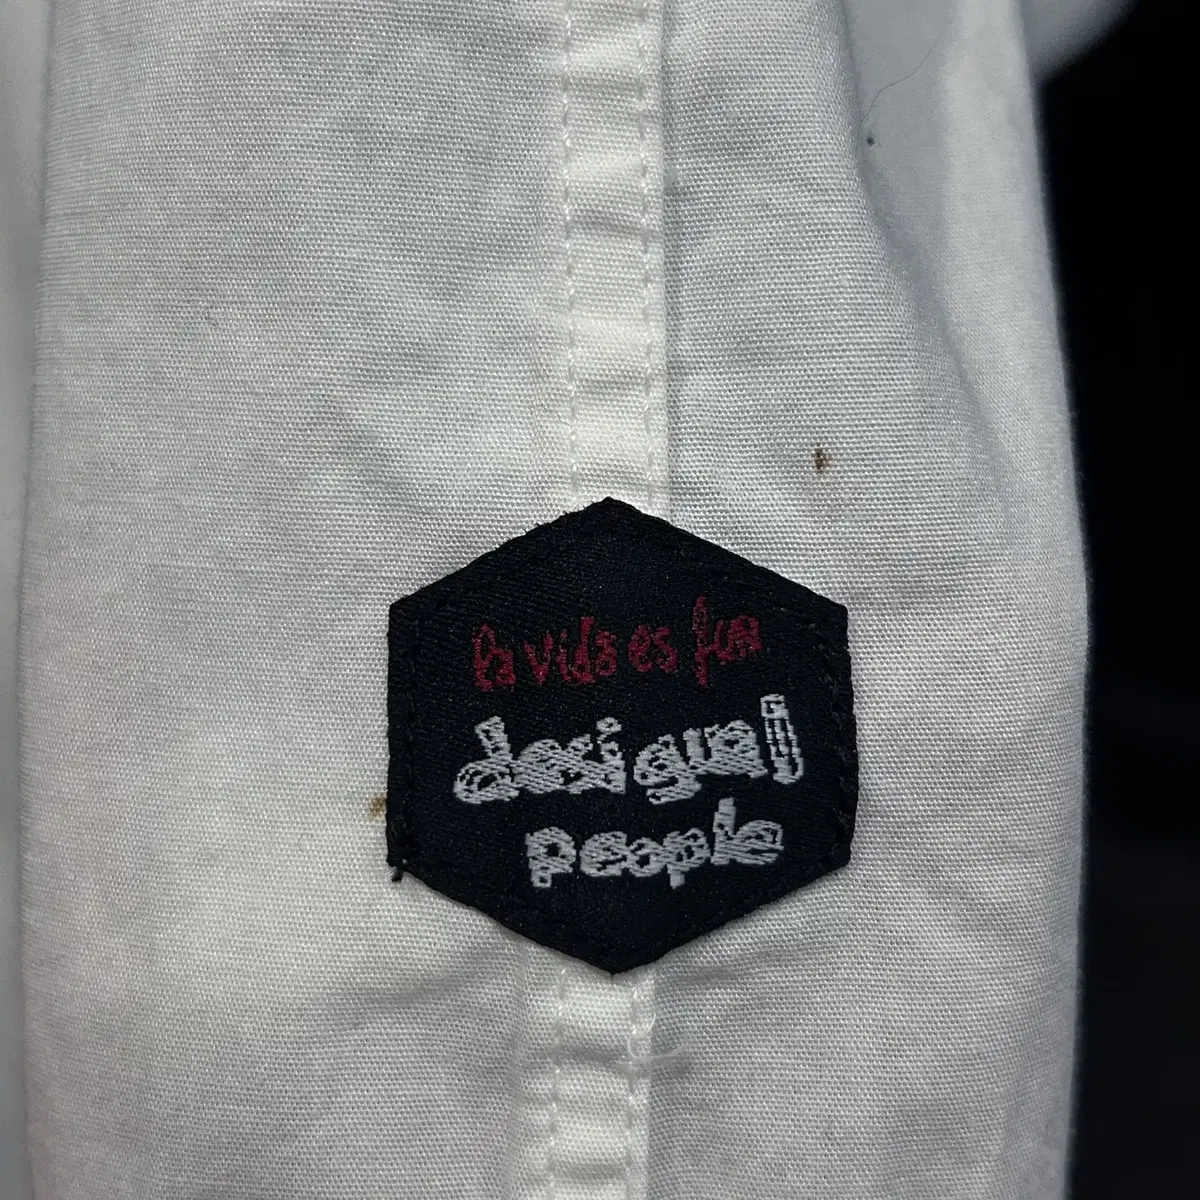 la vida es fun
desigual
people